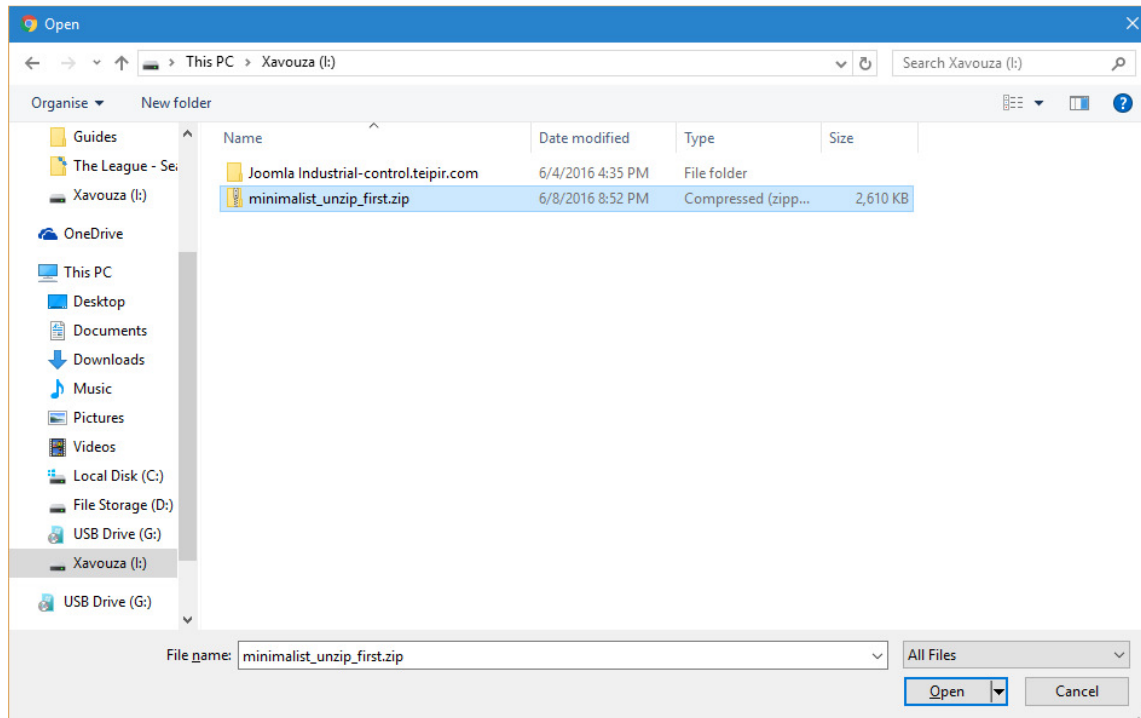 Open
This PC > Xavouza (I:)
Search Xavouza (I:)
Organise
New folder
Name
Date modified
Type
Size
Guides
The League - Se
Xavouza (I:)
OneDrive
This PC
Desktop
Documents
Downloads
Music
Pictures
Videos
Local Disk (C:)
File Storage (D:)
USB Drive (G:)
Xavouza (I:)
USB Drive (G:)
Joomla Industrial-control.teipir.com 6/4/2016 4:35 PM File folder
minimalist_unzip_first.zip 6/8/2016 8:52 PM Compressed (zipp... 2,610 KB
File name: minimalist_unzip_first.zip
All Files
Open
Cancel